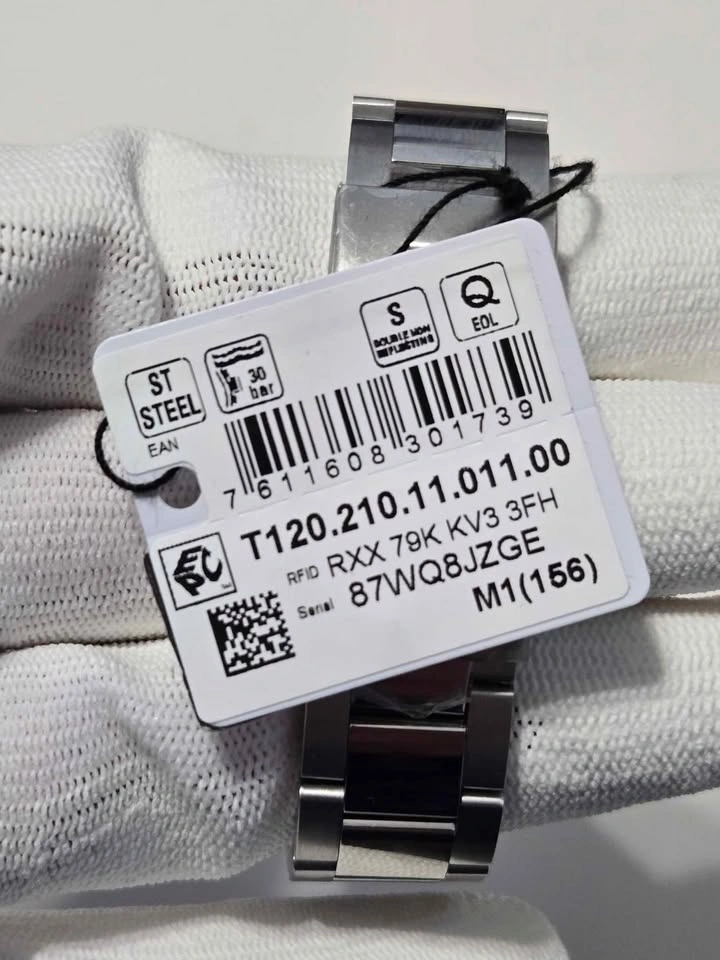 ST
STEEL
30
bar
S
DOUBLE NON
REFLECTING
Q
EOL
EAN
7 611608 301739
T120.210.11.011.00
EPC
RFID RXX 79K KV3 3FH
Serial 87WQ8JZGE
M1(156)